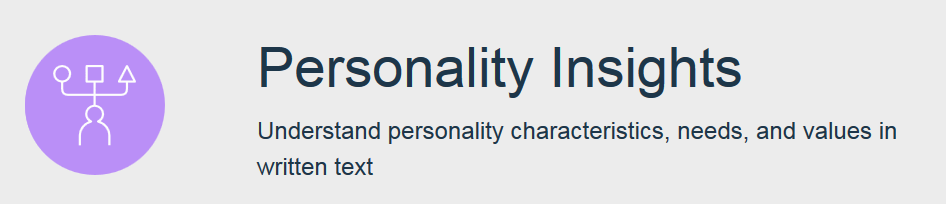 Personality Insights
Understand personality characteristics, needs, and values in
written text